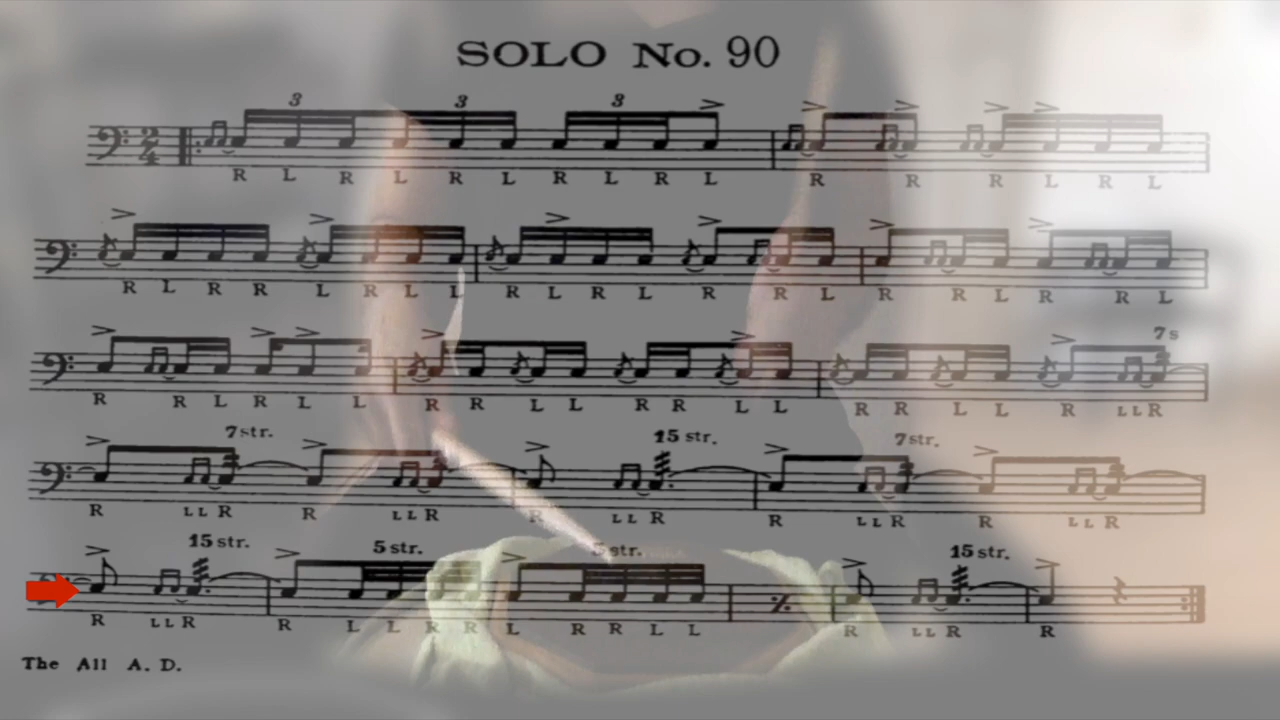 SOLO No. 90
3 3 3
2 4
R L R L R L R L R L R R R L R L
R L R R L R L L R L R L R R L R R L R R L
7s
R R L R L L R R L L R R L L R R L L R L L R
7str. 15 str. 7str.
R L L R R L L R R L L R R L L R R L L R
15 str. 5 str. 5 str. 15 str.
R L L R R L L R R L R R L L R L L R R
The All A. D.